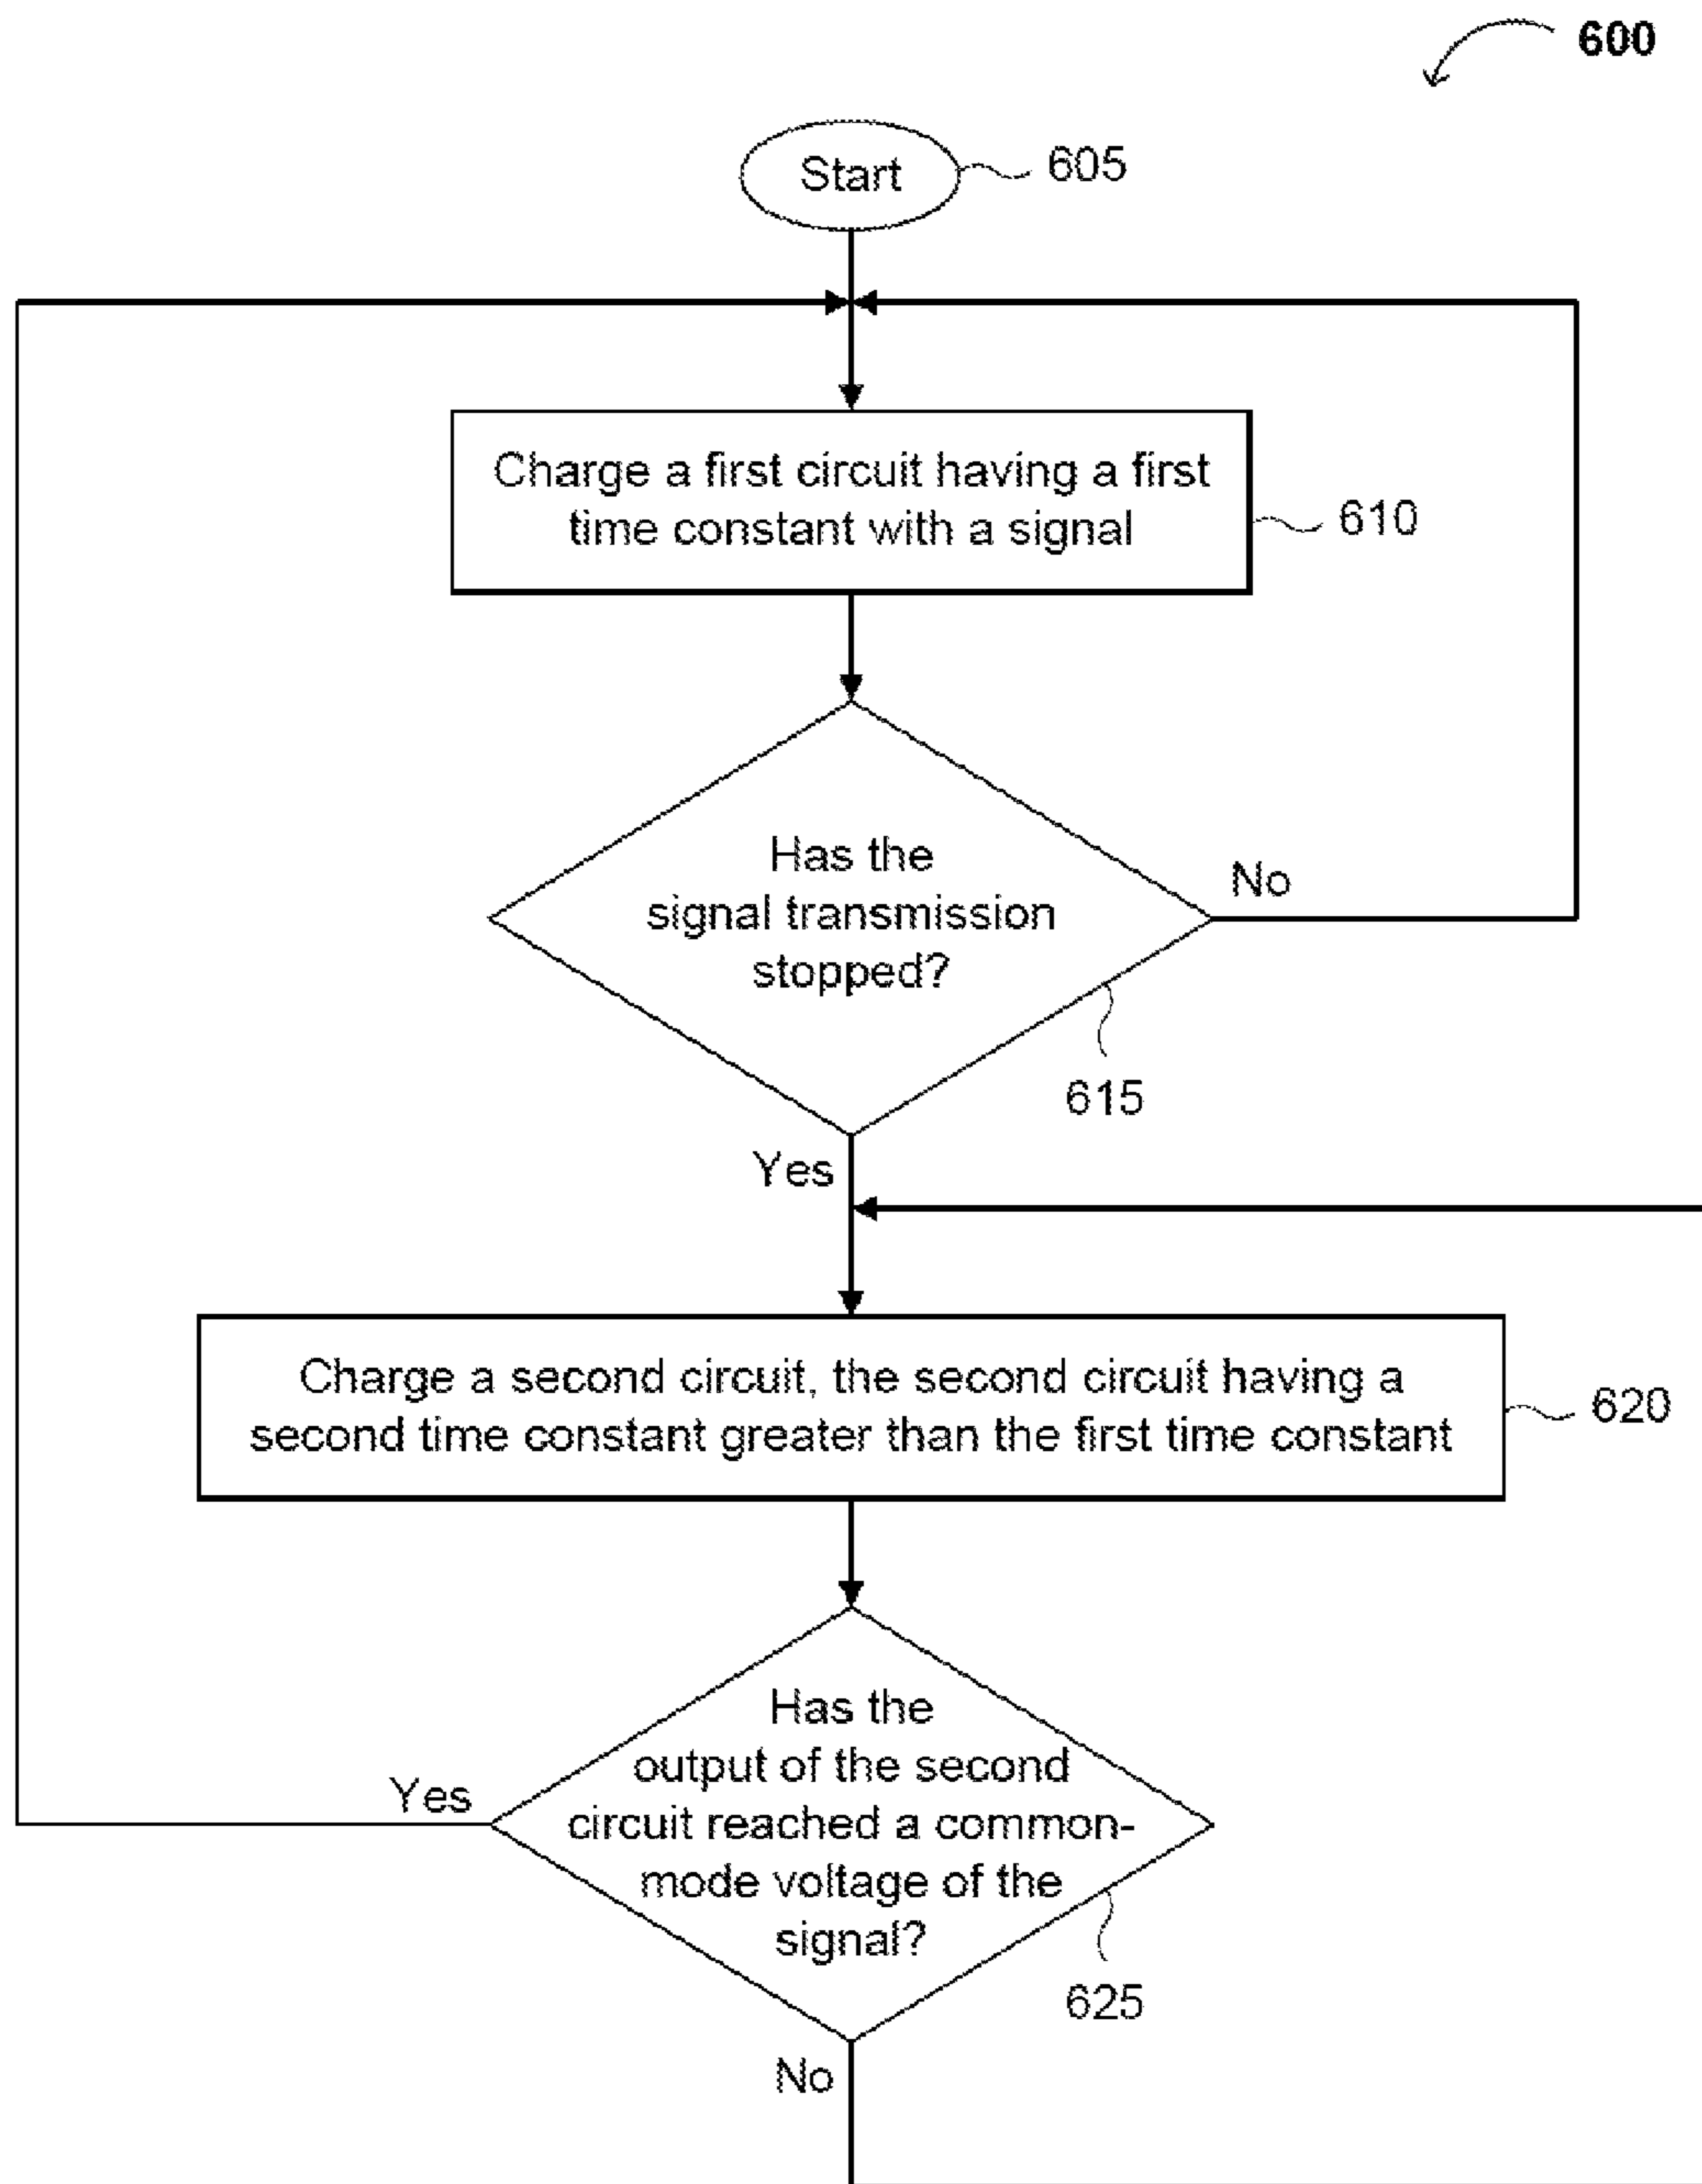 600
Start
605
Charge a first circuit having a first
time constant with a signal
610
Has the
signal transmission
stopped?
No
615
Yes
Charge a second circuit, the second circuit having a
second time constant greater than the first time constant
620
Has the
output of the second
circuit reached a common-
mode voltage of the
signal?
Yes
625
No